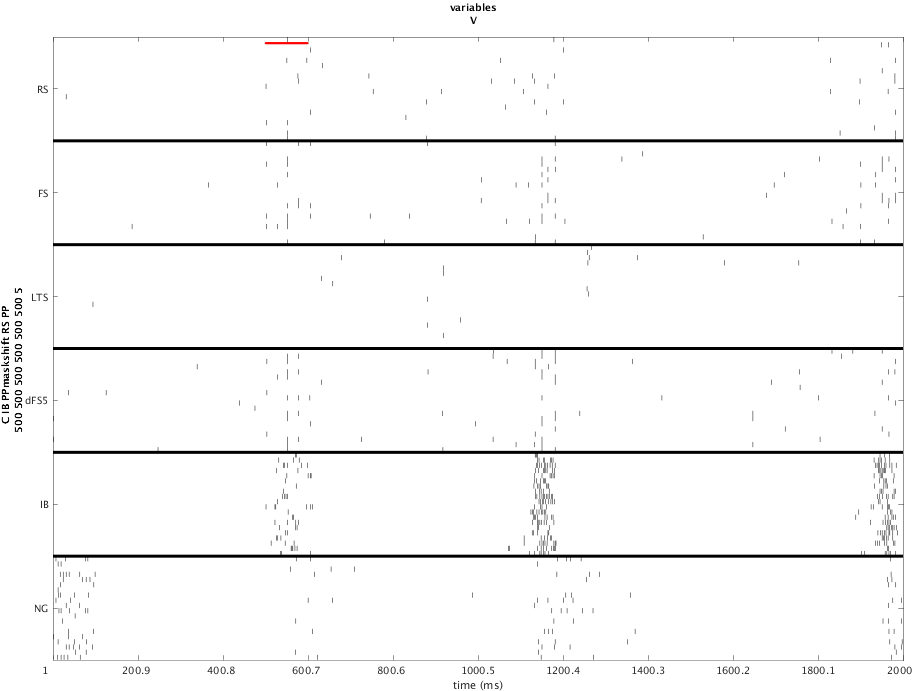 variables
V
C IB PPmaskshift RS PP
500 500 500 500 500 500 5
RS
FS
LTS
dFS5
IB
NG
1 200.9 400.8 600.7 800.6 1000.5 1200.4 1400.3 1600.2 1800.1 2000
time (ms)